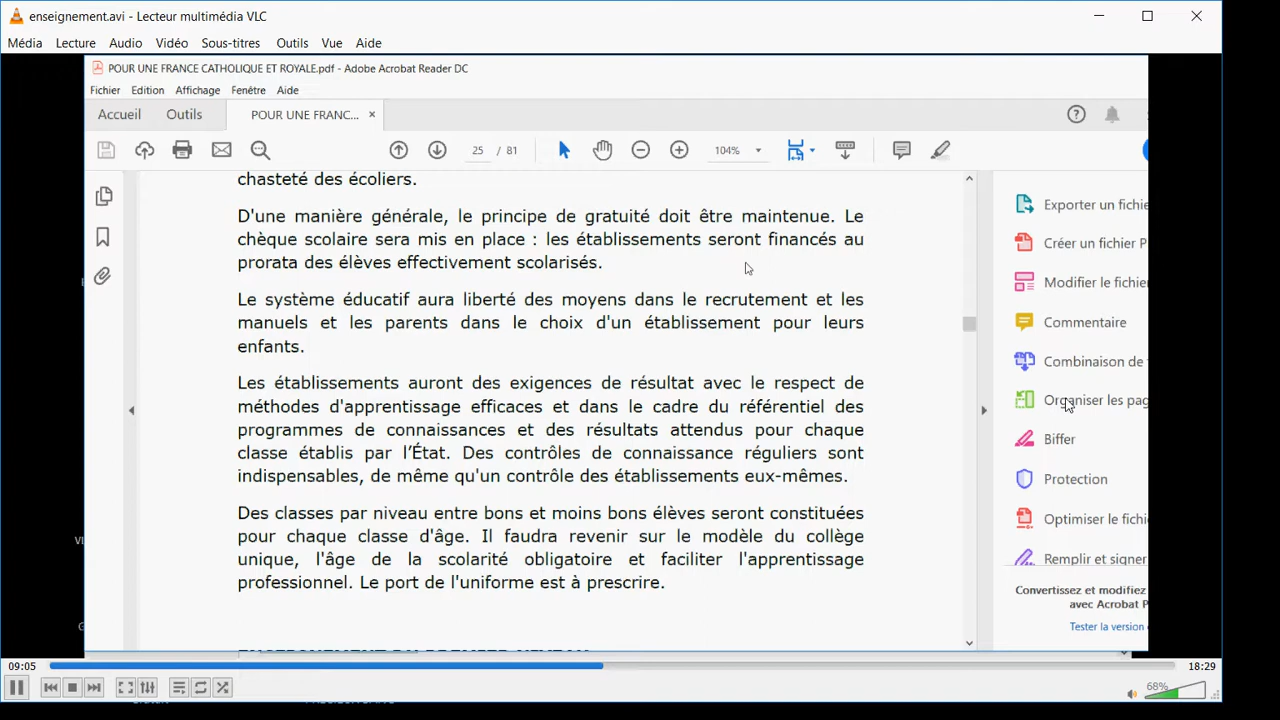 enseignement.avi - Lecteur multimédia VLC
Média Lecture Audio Vidéo Sous-titres Outils Vue Aide
POUR UNE FRANCE CATHOLIQUE ET ROYALE.pdf - Adobe Acrobat Reader DC
Fichier Edition Affichage Fenêtre Aide
Accueil Outils POUR UNE FRANC... ×
25 / 81 104%
chasteté des écoliers.
D'une manière générale, le principe de gratuité doit être maintenue. Le
chèque scolaire sera mis en place : les établissements seront financés au
prorata des élèves effectivement scolarisés.
Le système éducatif aura liberté des moyens dans le recrutement et les
manuels et les parents dans le choix d'un établissement pour leurs
enfants.
Les établissements auront des exigences de résultat avec le respect de
méthodes d'apprentissage efficaces et dans le cadre du référentiel des
programmes de connaissances et des résultats attendus pour chaque
classe établis par l’État. Des contrôles de connaissance réguliers sont
indispensables, de même qu'un contrôle des établissements eux-mêmes.
Des classes par niveau entre bons et moins bons élèves seront constituées
pour chaque classe d'âge. Il faudra revenir sur le modèle du collège
unique, l'âge de la scolarité obligatoire et faciliter l'apprentissage
professionnel. Le port de l'uniforme est à prescrire.
Exporter un fichie
Créer un fichier P
Modifier le fichier
Commentaire
Combinaison de
Organiser les pag
Biffer
Protection
Optimiser le fichi
Remplir et signer
Convertissez et modifiez
avec Acrobat P
Tester la version
09:05 18:29
68%